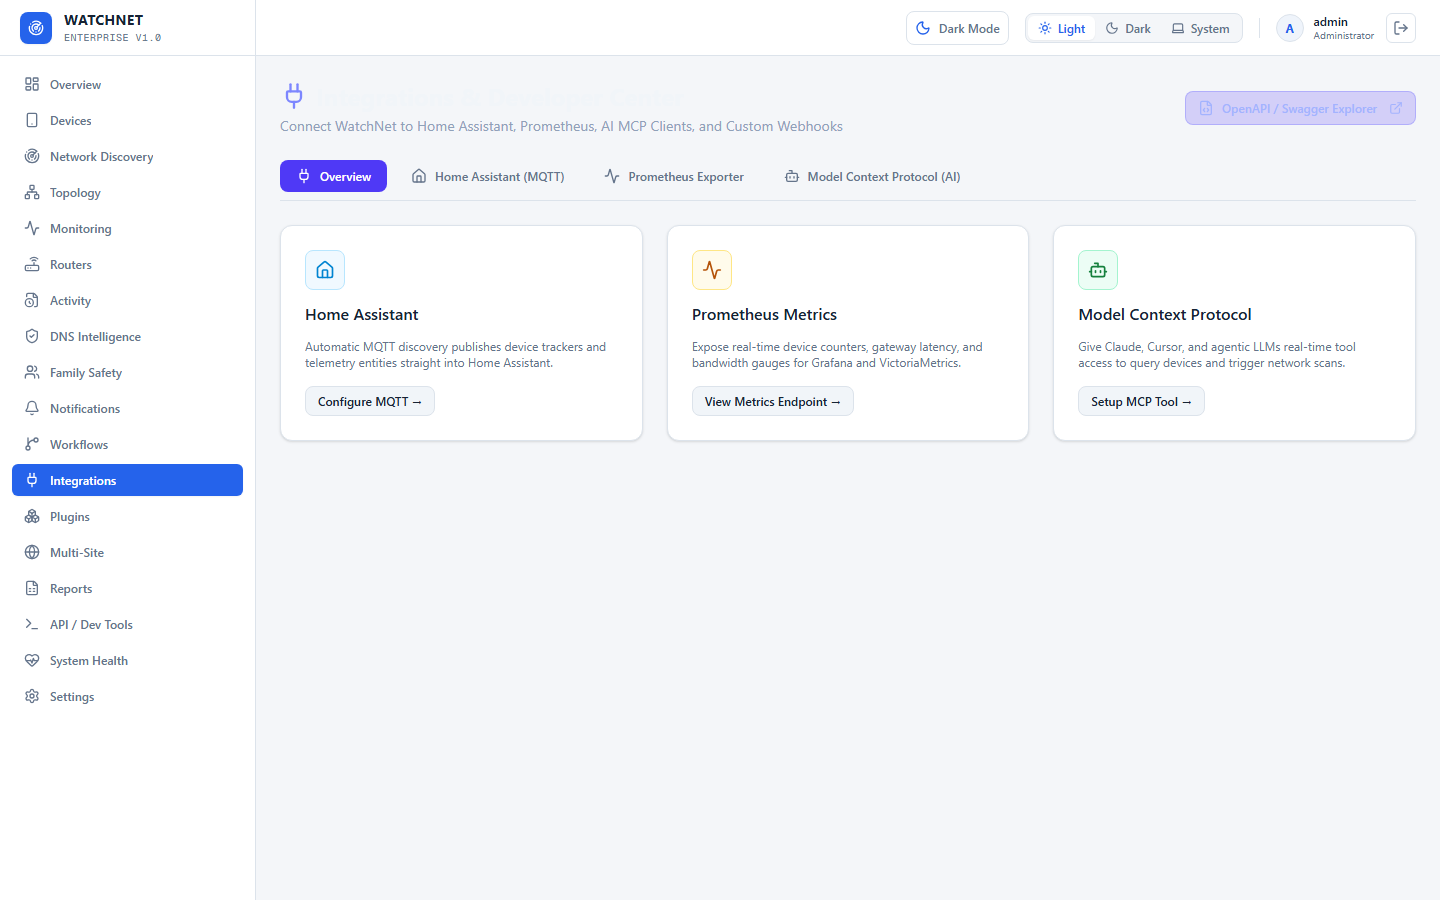 WATCHNET
ENTERPRISE V1.0
Dark Mode
Light
Dark
System
A
admin
Administrator
Overview
Devices
Network Discovery
Topology
Monitoring
Routers
Activity
DNS Intelligence
Family Safety
Notifications
Workflows
Integrations
Plugins
Multi-Site
Reports
API / Dev Tools
System Health
Settings
Integrations & Developer Center
Connect WatchNet to Home Assistant, Prometheus, AI MCP Clients, and Custom Webhooks
OpenAPI / Swagger Explorer
Overview
Home Assistant (MQTT)
Prometheus Exporter
Model Context Protocol (AI)
Home Assistant
Automatic MQTT discovery publishes device trackers and
telemetry entities straight into Home Assistant.
Configure MQTT →
Prometheus Metrics
Expose real-time device counters, gateway latency, and
bandwidth gauges for Grafana and VictoriaMetrics.
View Metrics Endpoint →
Model Context Protocol
Give Claude, Cursor, and agentic LLMs real-time tool
access to query devices and trigger network scans.
Setup MCP Tool →